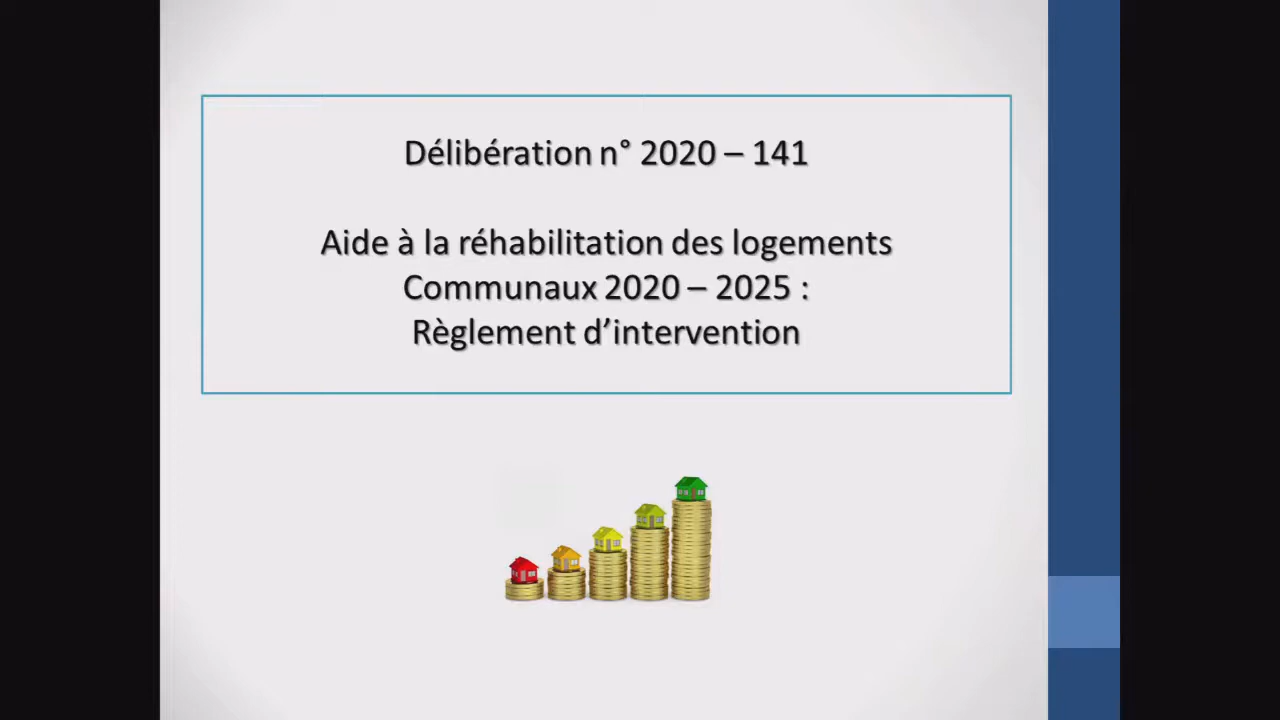 Délibération n° 2020 – 141
Aide à la réhabilitation des logements
Communaux 2020 – 2025 :
Règlement d’intervention